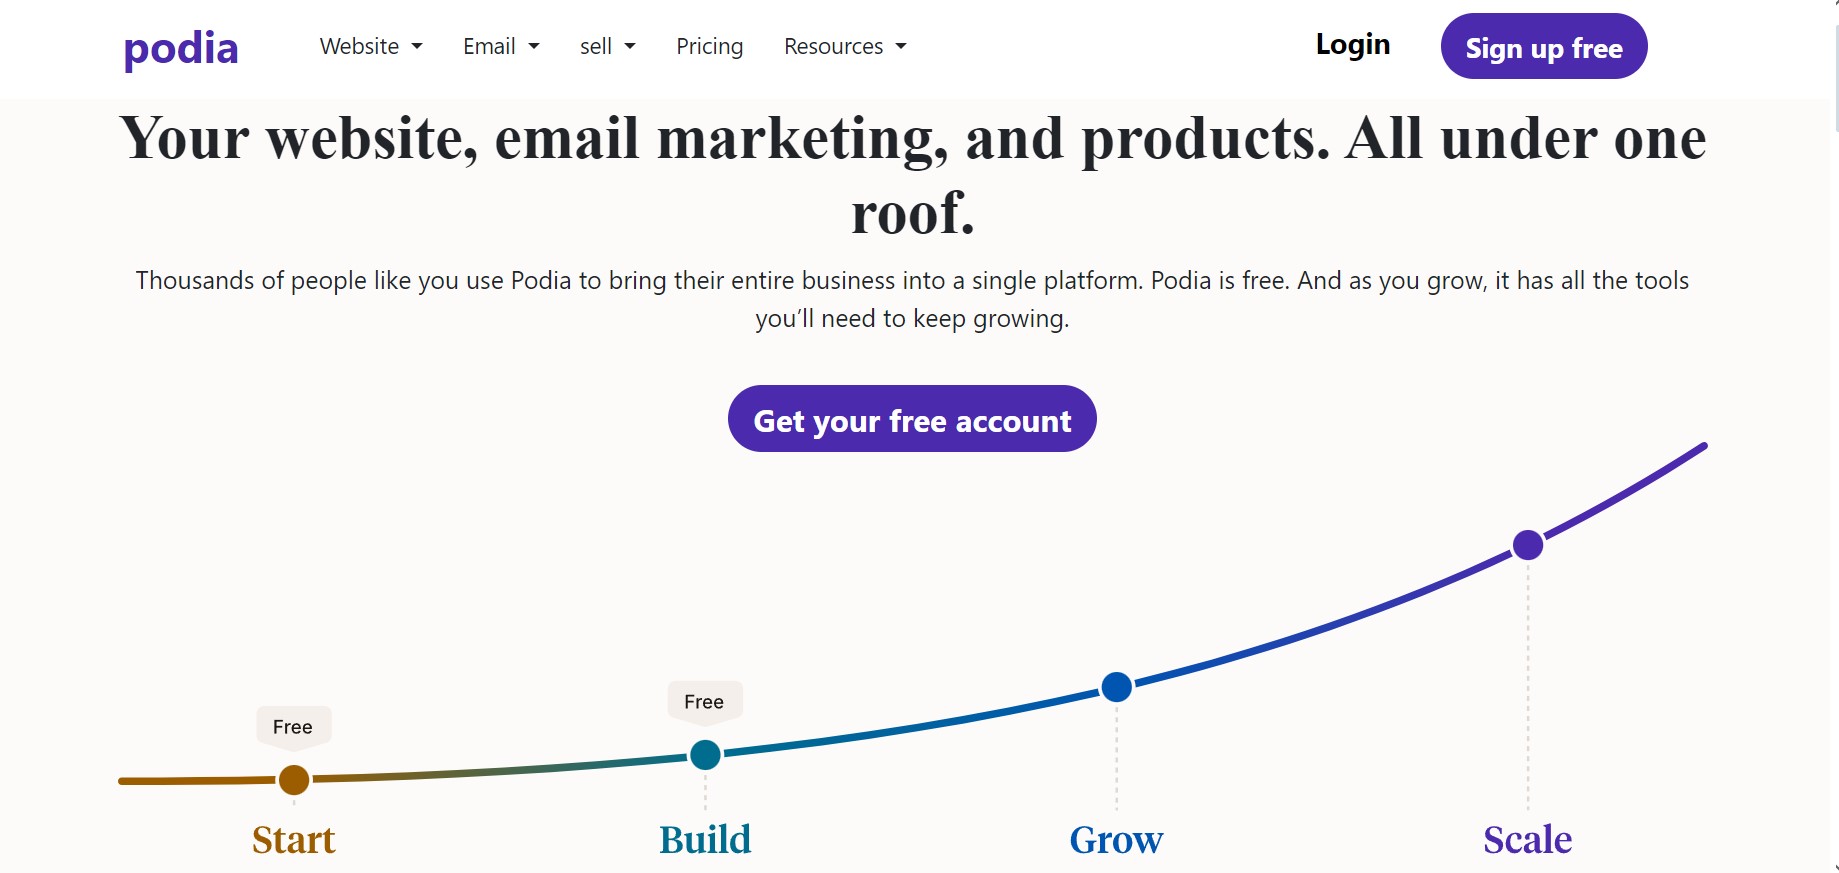 podia
Website
Email
sell
Pricing
Resources
Login
Sign up free
Your website, email marketing, and products. All under one
roof.
Thousands of people like you use Podia to bring their entire business into a single platform. Podia is free. And as you grow, it has all the tools
you’ll need to keep growing.
Get your free account
Free
Free
Start
Build
Grow
Scale